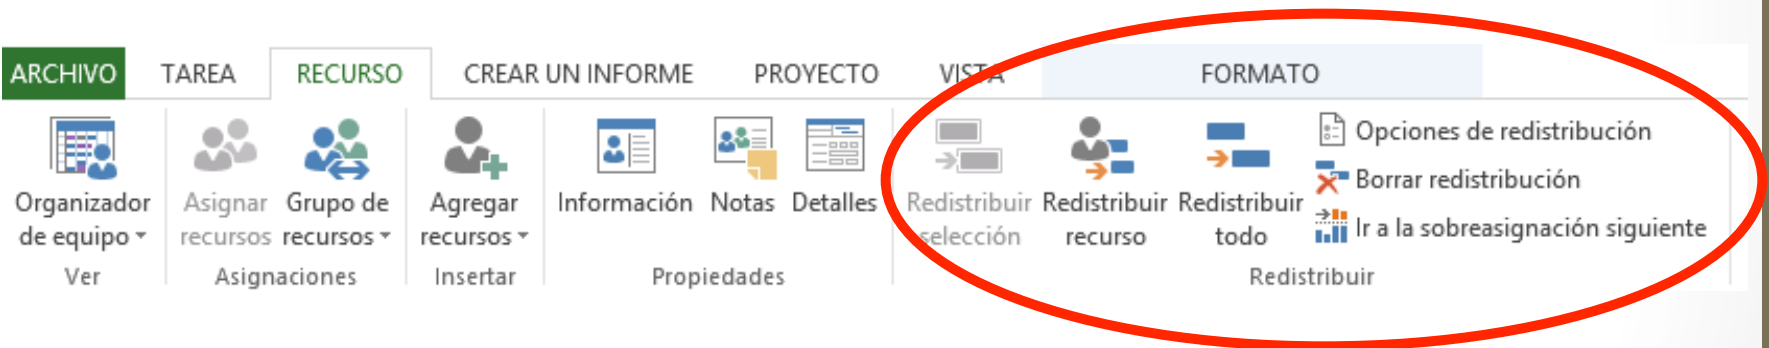 ARCHIVO TAREA RECURSO CREAR UN INFORME PROYECTO VISTA FORMATO
Organizador
de equipo
Ver
Asignar
recursos
Grupo de
recursos
Asignaciones
Agregar
recursos
Insertar
Información
Notas
Detalles
Propiedades
Redistribuir
selección
Redistribuir
recurso
Redistribuir
todo
Opciones de redistribución
Borrar redistribución
Ir a la sobreasignación siguiente
Redistribuir